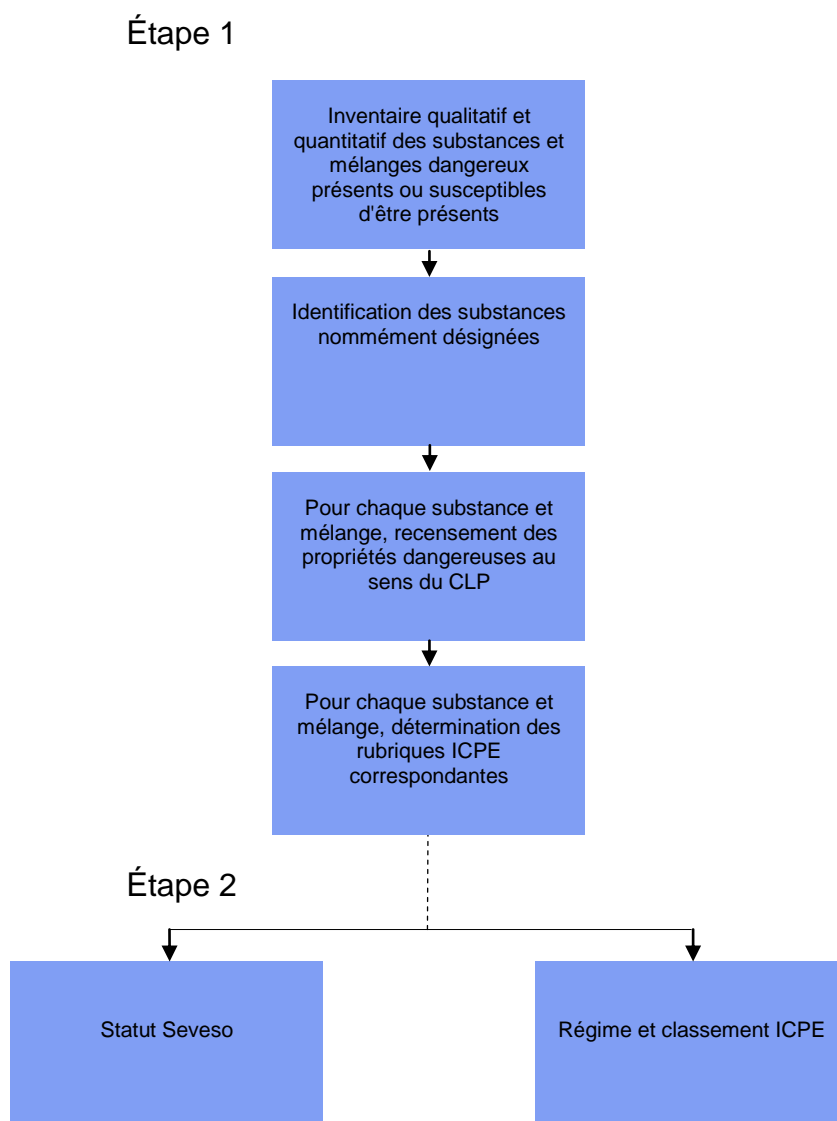 Étape 1
Inventaire qualitatif et
quantitatif des substances et
mélanges dangereux
présents ou susceptibles
d'être présents
Identification des substances
nommément désignées
Pour chaque substance et
mélange, recensement des
propriétés dangereuses au
sens du CLP
Pour chaque substance et
mélange, détermination des
rubriques ICPE
correspondantes
Étape 2
Statut Seveso
Régime et classement ICPE